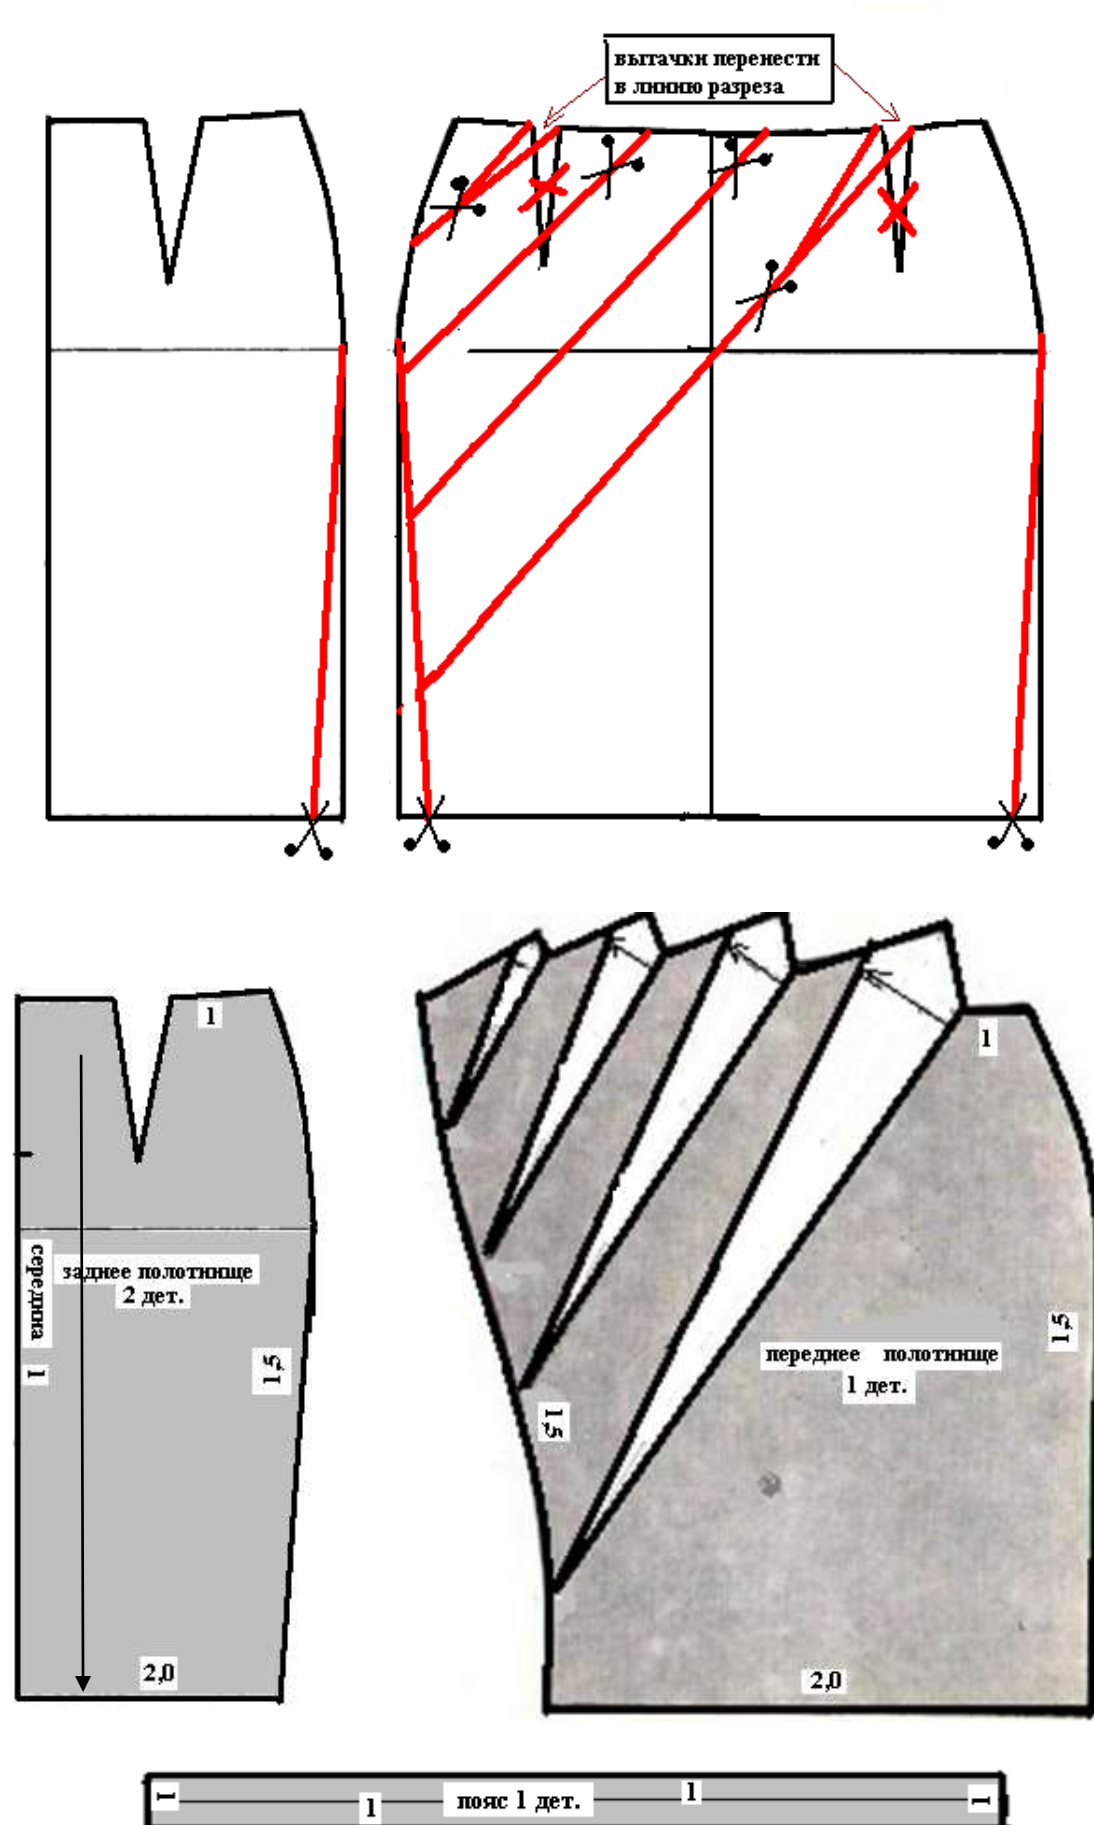 вытачки перенести
в линию разреза
1
1
середина 1
заднее полотнище
2 дет.
1,5
1,5
переднее полотнище
1 дет.
1,5
2,0
2,0
1
1
пояс 1 дет.
1
1